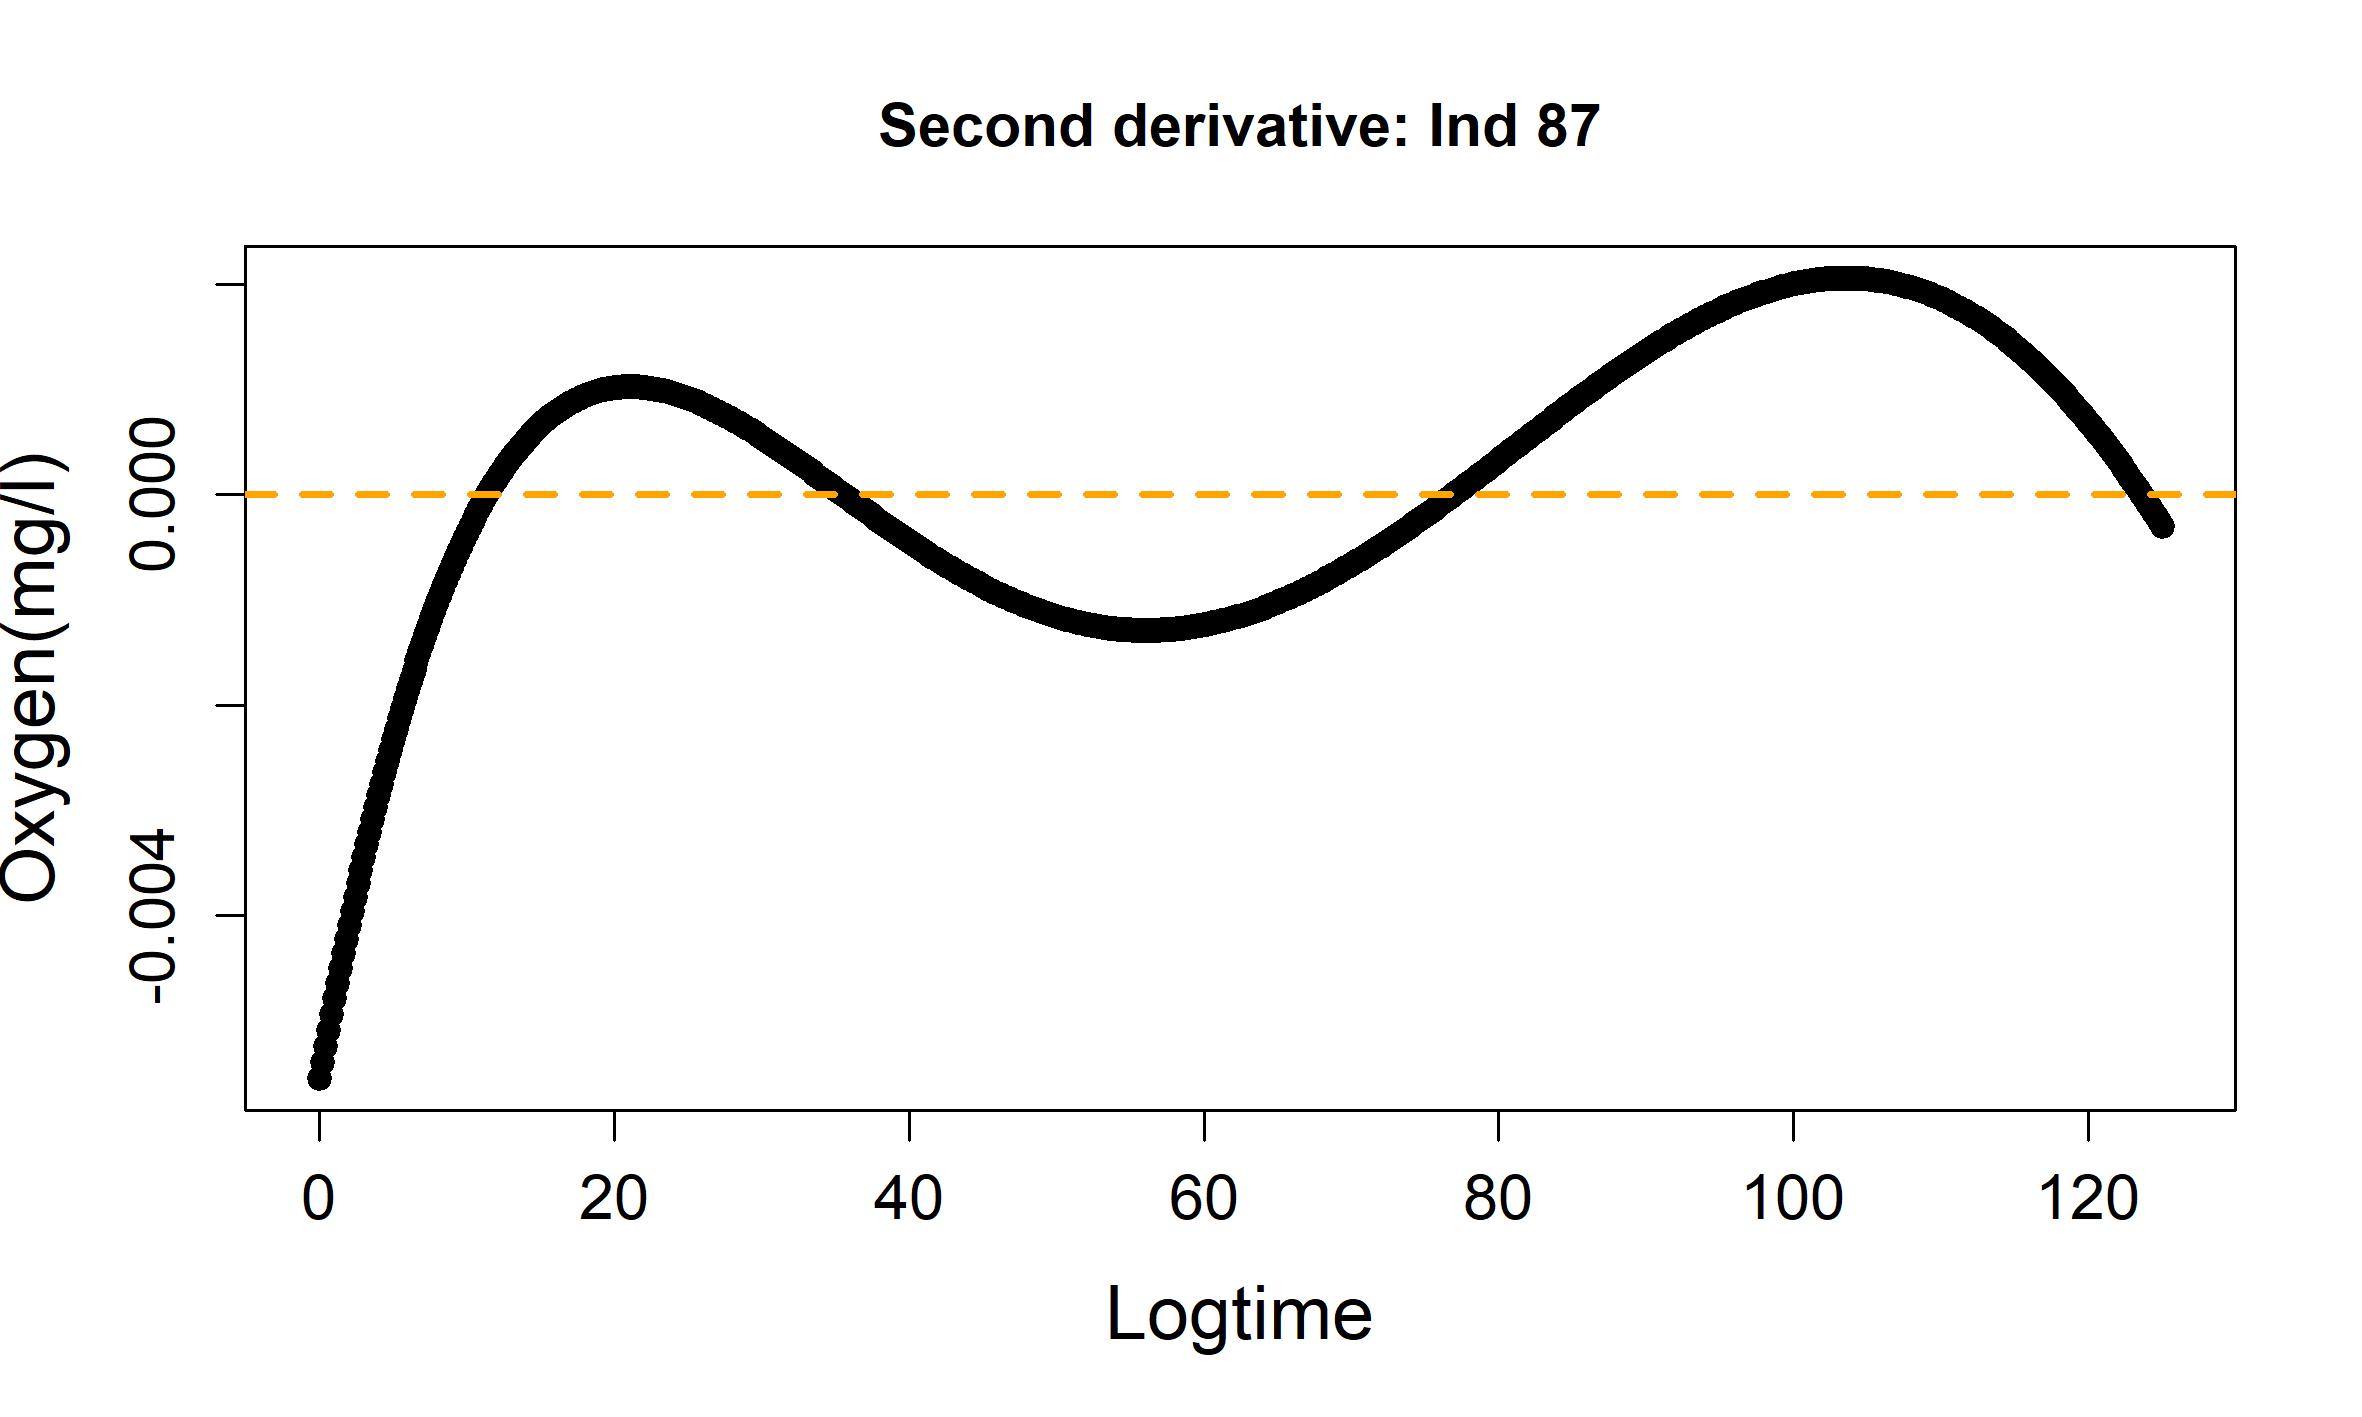 Second derivative: Ind 87
Oxygen(mg/l)
0.000
-0.004
0 20 40 60 80 100 120
Logtime